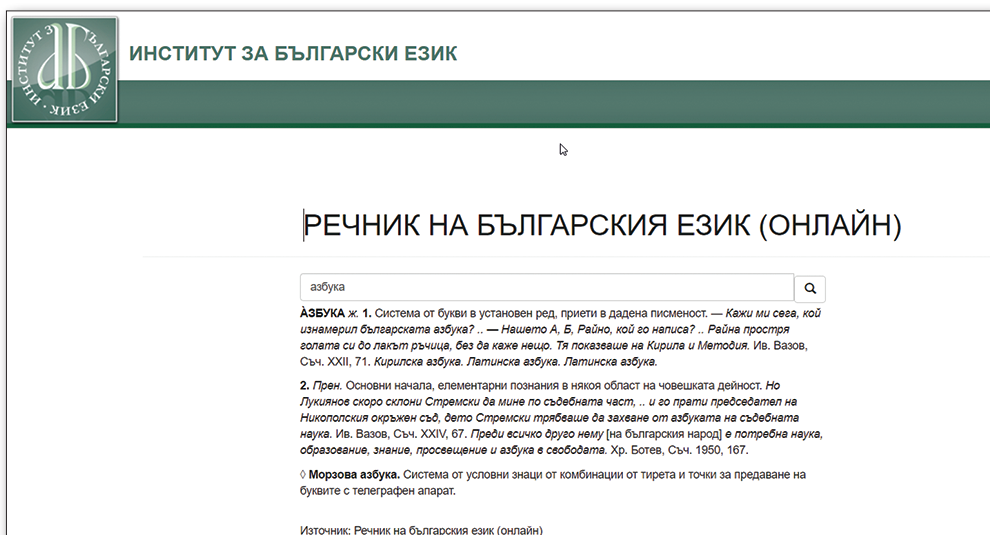 ИНСТИТУТ ЗА БЪЛГАРСКИ ЕЗИК
ИНСТИТУТ ЗА БЪЛГАРСКИ ЕЗИК
РЕЧНИК НА БЪЛГАРСКИЯ ЕЗИК (ОНЛАЙН)
азбука
А̀ЗБУКА ж. 1. Система от букви в установен ред, приети в дадена писменост. — Кажи ми сега, кой
изнамерил българската азбука? .. — Нашето А, Б, Райно, кой го написа? .. Райна простря
голата си до лакът ръчица, без да каже нещо. Тя показваше на Кирила и Методия. Ив. Вазов,
Съч. XXII, 71. Кирилска азбука. Латинска азбука. Латинска азбука.
2. Прен. Основни начала, елементарни познания в някоя област на човешката дейност. Но
Лукиянов скоро склони Стремски да мине по съдебната част, .. и го прати председател на
Никополския окръжен съд, дето Стремски трябваше да захване от азбуката на съдебната
наука. Ив. Вазов, Съч. XXIV, 67. Преди всичко друго нему [на българския народ] е потребна наука,
образование, знание, просвещение и азбука в свободата. Хр. Ботев, Съч. 1950, 167.
◊ Морзова азбука. Система от условни знаци от комбинации от тирета и точки за предаване на
буквите с телеграфен апарат.
Източник: Речник на българския език (онлайн)